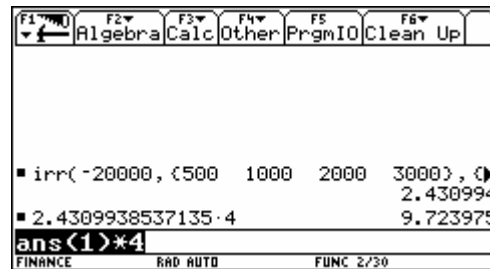 F1 F2 F3 F4 F5 F6
Algebra Calc Other PrgmIO Clean Up
irr(-20000,{500 1000 2000 3000},{
2.430994
2.4309938537135·4
9.723975
ans(1)*4
FINANCE RAD AUTO FUNC 2/30